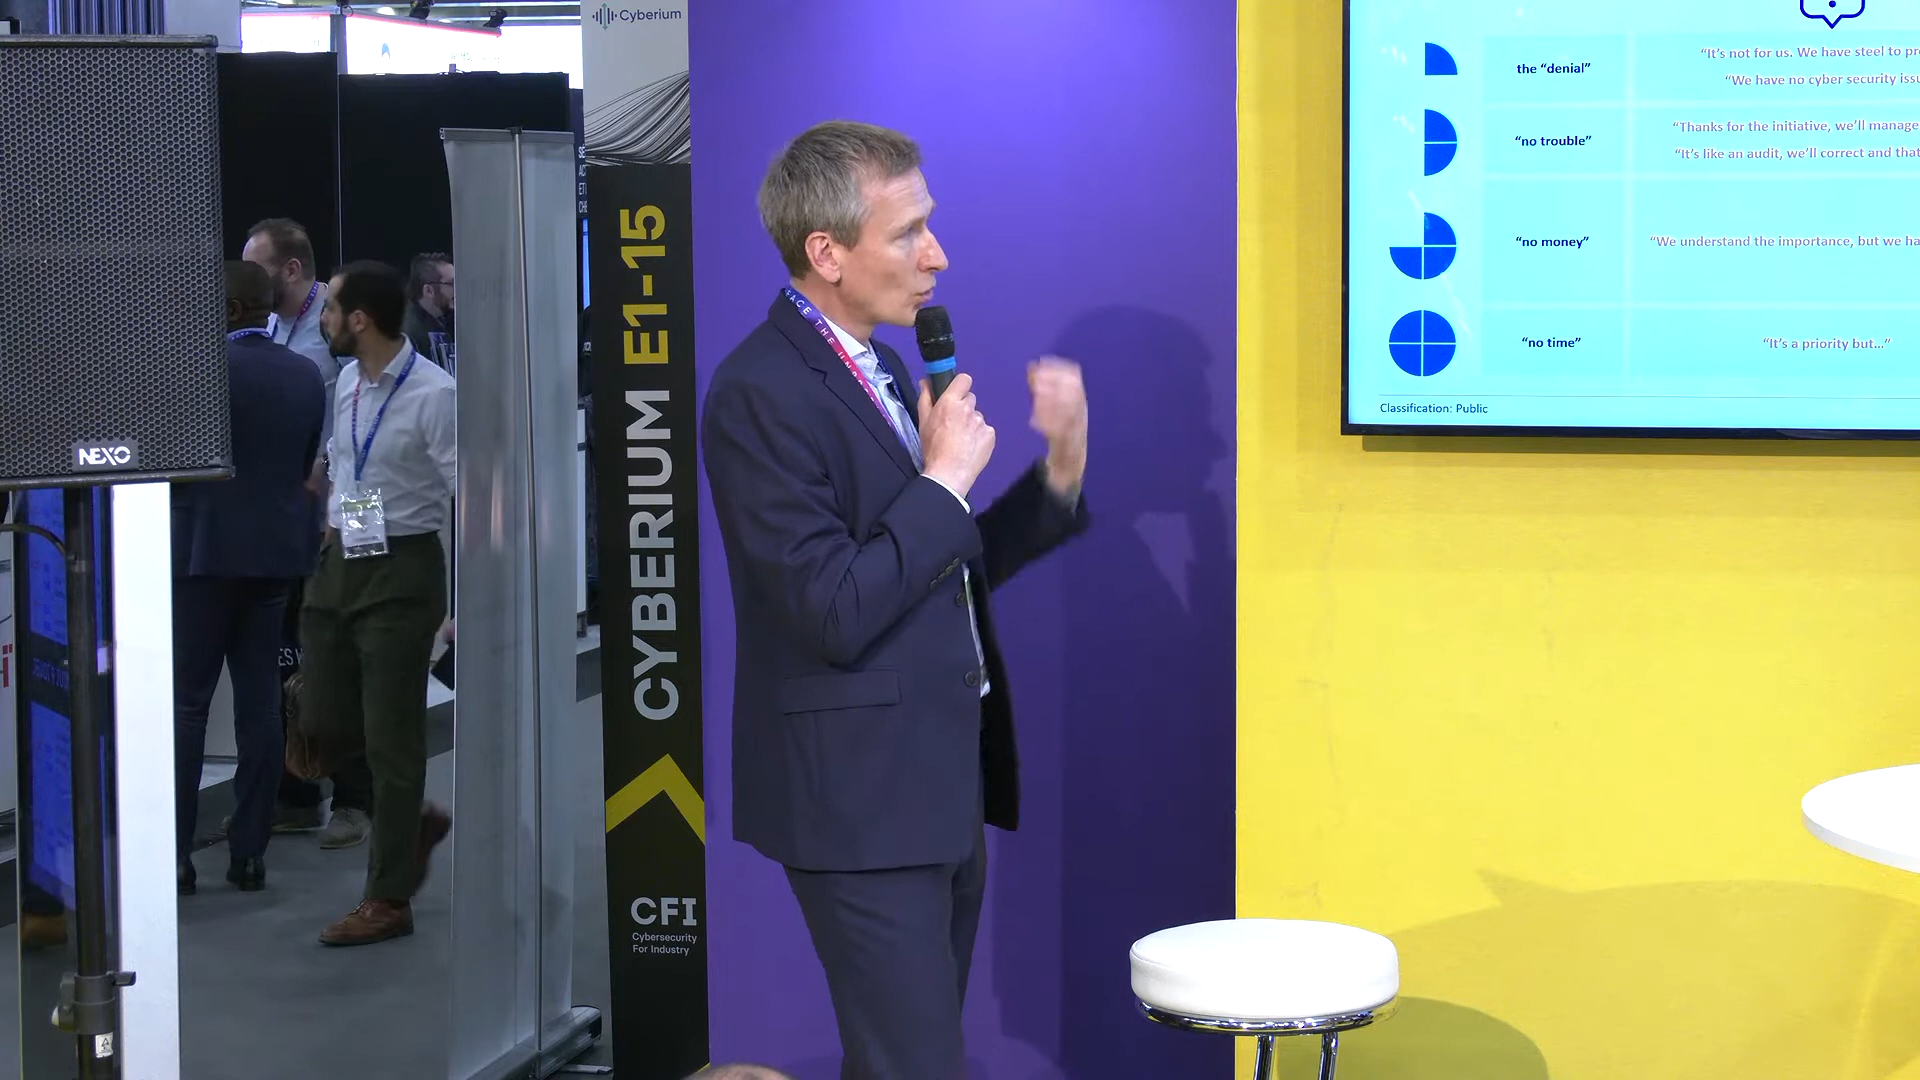 Cyberium
CYBERIUM E1-15
CFI
Cybersecurity
For Industry
NEXO
FACE THE
the “denial”
“It’s not for us. We have steel to
“We have no cyber security
“no trouble”
“Thanks for the initiative, we’ll manage
“It’s like an audit, we’ll correct and that
“no money”
“We understand the importance, but we
“no time”
“It’s a priority but...”
Classification: Public